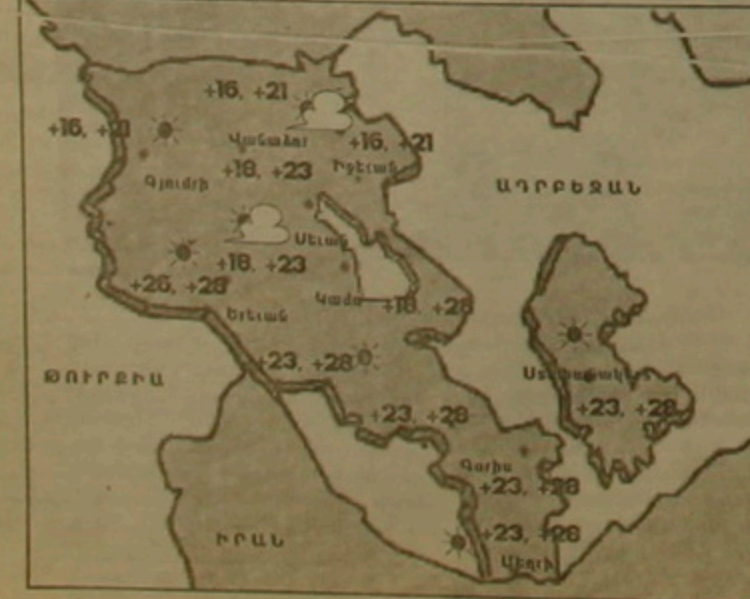 +16, +21
+16, +21
Վանաձոր
+16, +21
+18, +23
Իջեւան
Գյումրի
ԱԴՐԲԵՋԱՆ
Սեւան
+18, +23
+26, +28
Կամո
+18, +28
Երեւան
+23, +28
ԹՈՒՐՔԻԱ
Ստեփանակերտ
+23, +28
+23, +28
Գորիս
+23, +28
ԻՐԱՆ
+23, +28
Մեղրի